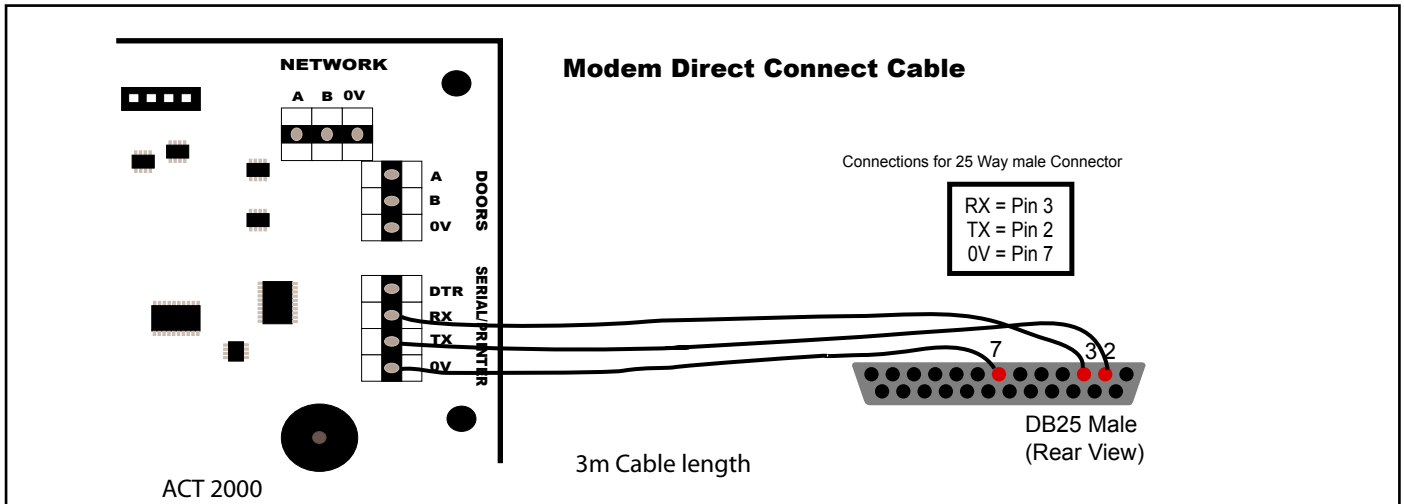 Modem Direct Connect Cable
NETWORK
A B 0V
A
B
0V
DOORS
DTR
RX
TX
0V
SERIAL/PRINTER
Connections for 25 Way male Connector
RX = Pin 3
TX = Pin 2
0V = Pin 7
7 3 2
DB25 Male
(Rear View)
3m Cable length
ACT 2000